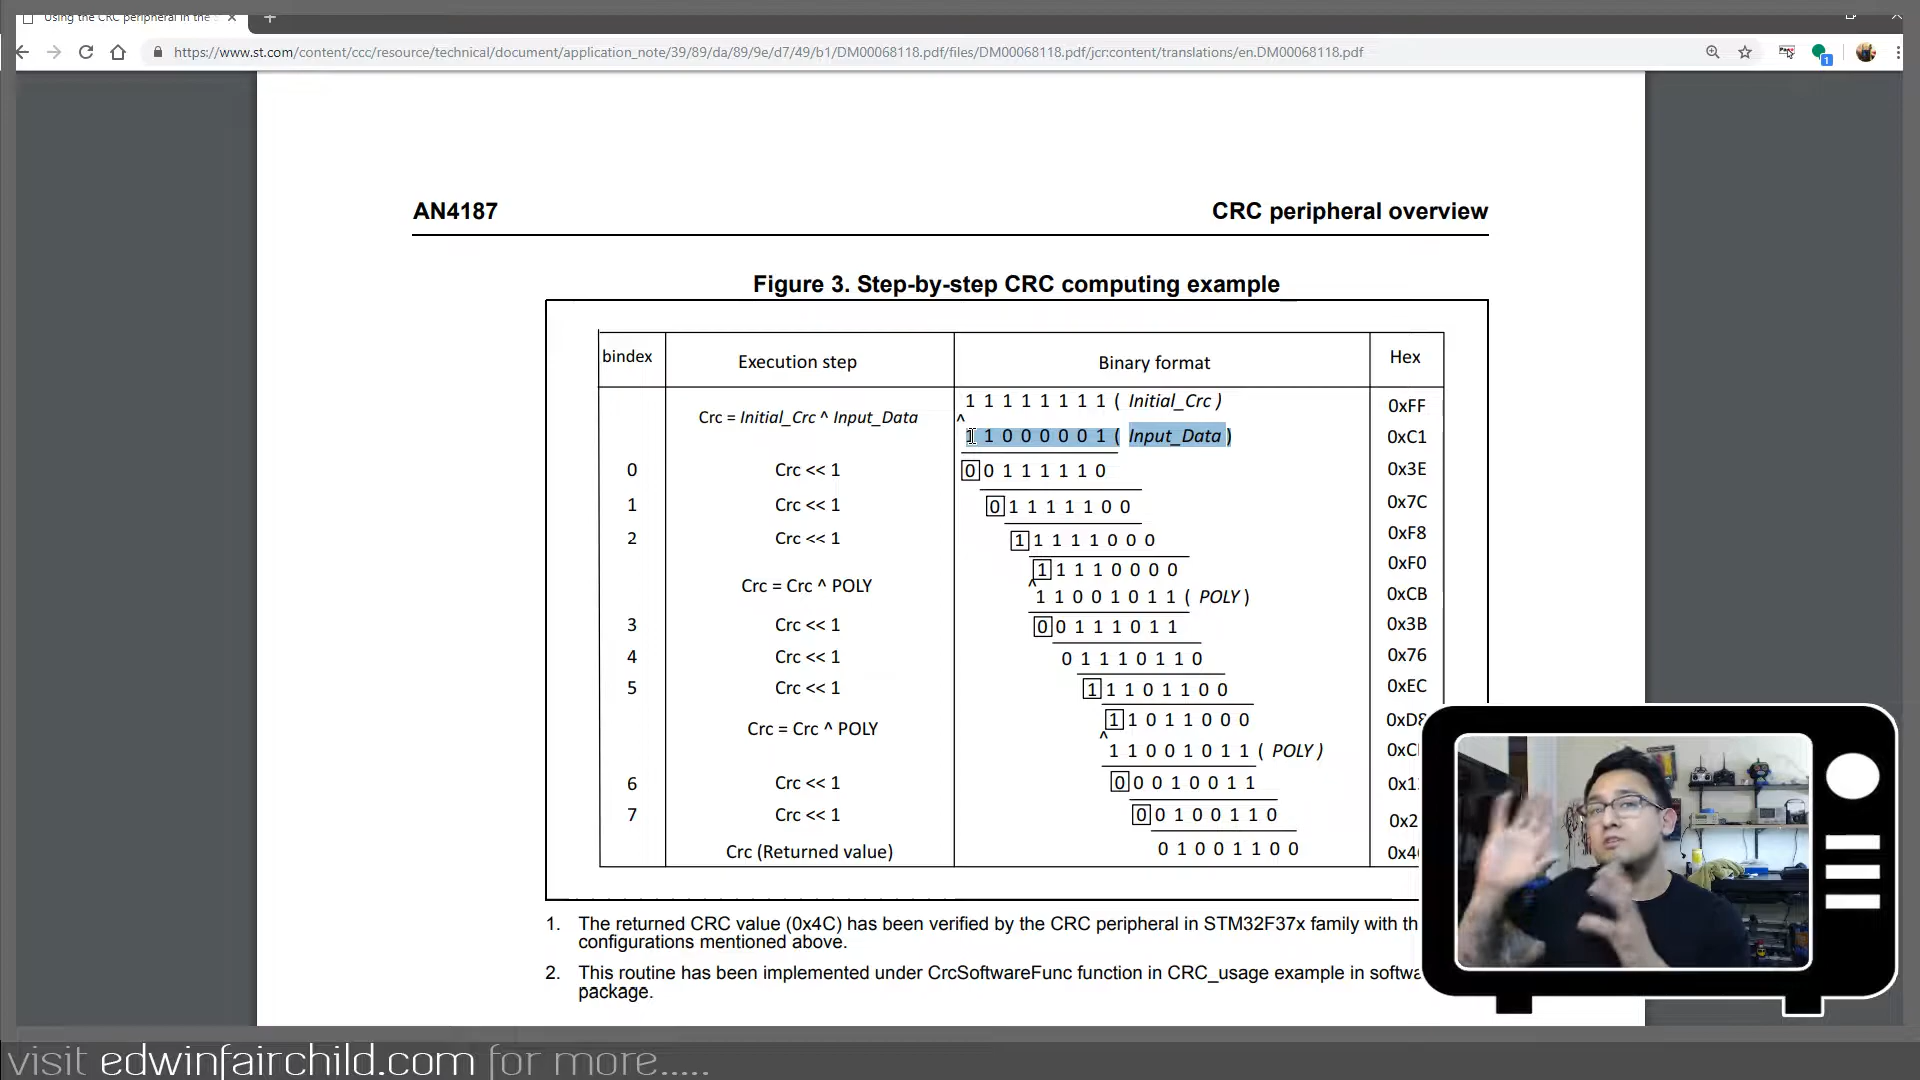 Using the CRC peripheral in the
https://www.st.com/content/ccc/resource/technical/document/application_note/39/89/da/89/9e/d7/49/b1/DM00068118.pdf/files/DM00068118.pdf/jcr:content/translations/en.DM00068118.pdf
1
AN4187 CRC peripheral overview
Figure 3. Step-by-step CRC computing example
bindex Execution step Binary format Hex
1 1 1 1 1 1 1 1 ( Initial_Crc ) 0xFF
Crc = Initial_Crc ^ Input_Data ^
1 1 0 0 0 0 0 1 ( Input_Data ) 0xC1
0 Crc << 1 0 0 1 1 1 1 1 0 0x3E
1 Crc << 1 0 1 1 1 1 1 0 0 0x7C
2 Crc << 1 1 1 1 1 1 0 0 0 0xF8
1 1 1 1 0 0 0 0 0xF0
Crc = Crc ^ POLY ^
1 1 0 0 1 0 1 1 ( POLY ) 0xCB
3 Crc << 1 0 0 1 1 1 0 1 1 0x3B
4 Crc << 1 0 1 1 1 0 1 1 0 0x76
5 Crc << 1 1 1 1 0 1 1 0 0 0xEC
1 1 0 1 1 0 0 0 0xD8
Crc = Crc ^ POLY ^
1 1 0 0 1 0 1 1 ( POLY )
6 Crc << 1 0 0 0 1 0 0 1 1
7 Crc << 1 0 0 1 0 0 1 1 0
Crc (Returned value) 0 1 0 0 1 1 0 0
1. The returned CRC value (0x4C) has been verified by the CRC peripheral in STM32F37x family with th
configurations mentioned above.
2. This routine has been implemented under CrcSoftwareFunc function in CRC_usage example in softwa
package.
visit edwinfairchild.com for more.....